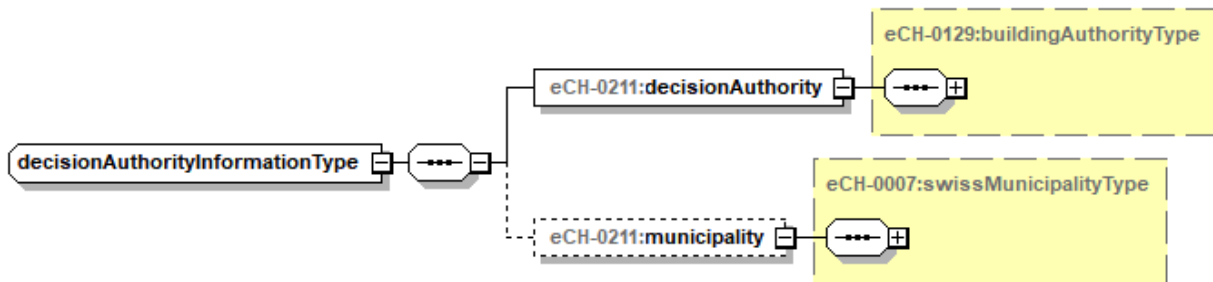 eCH-0129:buildingAuthorityType
eCH-0211:decisionAuthority
decisionAuthorityInformationType
eCH-0007:swissMunicipalityType
eCH-0211:municipality